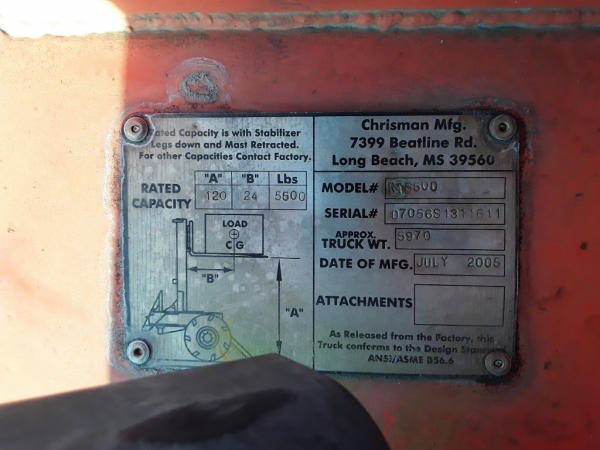 Rated Capacity is with Stabilizer
Legs down and Mast Retracted.
For other Capacities Contact Factory.
RATED CAPACITY
"A" "B" Lbs
120 24 5500
LOAD
CG
"B"
"A"
Chrisman Mfg.
7399 Beatline Rd.
Long Beach, MS 39560
MODEL#
SERIAL# 07056S1311611
APPROX. TRUCK WT. 5970
DATE OF MFG. JULY 2005
ATTACHMENTS
As Released from the Factory, this
Truck conforms to the Design Standard
ANSI/ASME B56.6